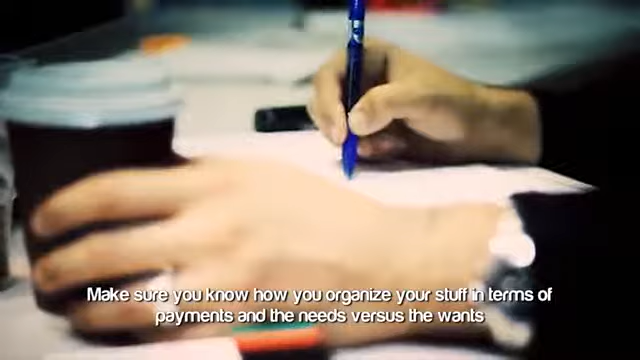 Make sure you know how you organize your stuff in terms of
payments and the needs versus the wants